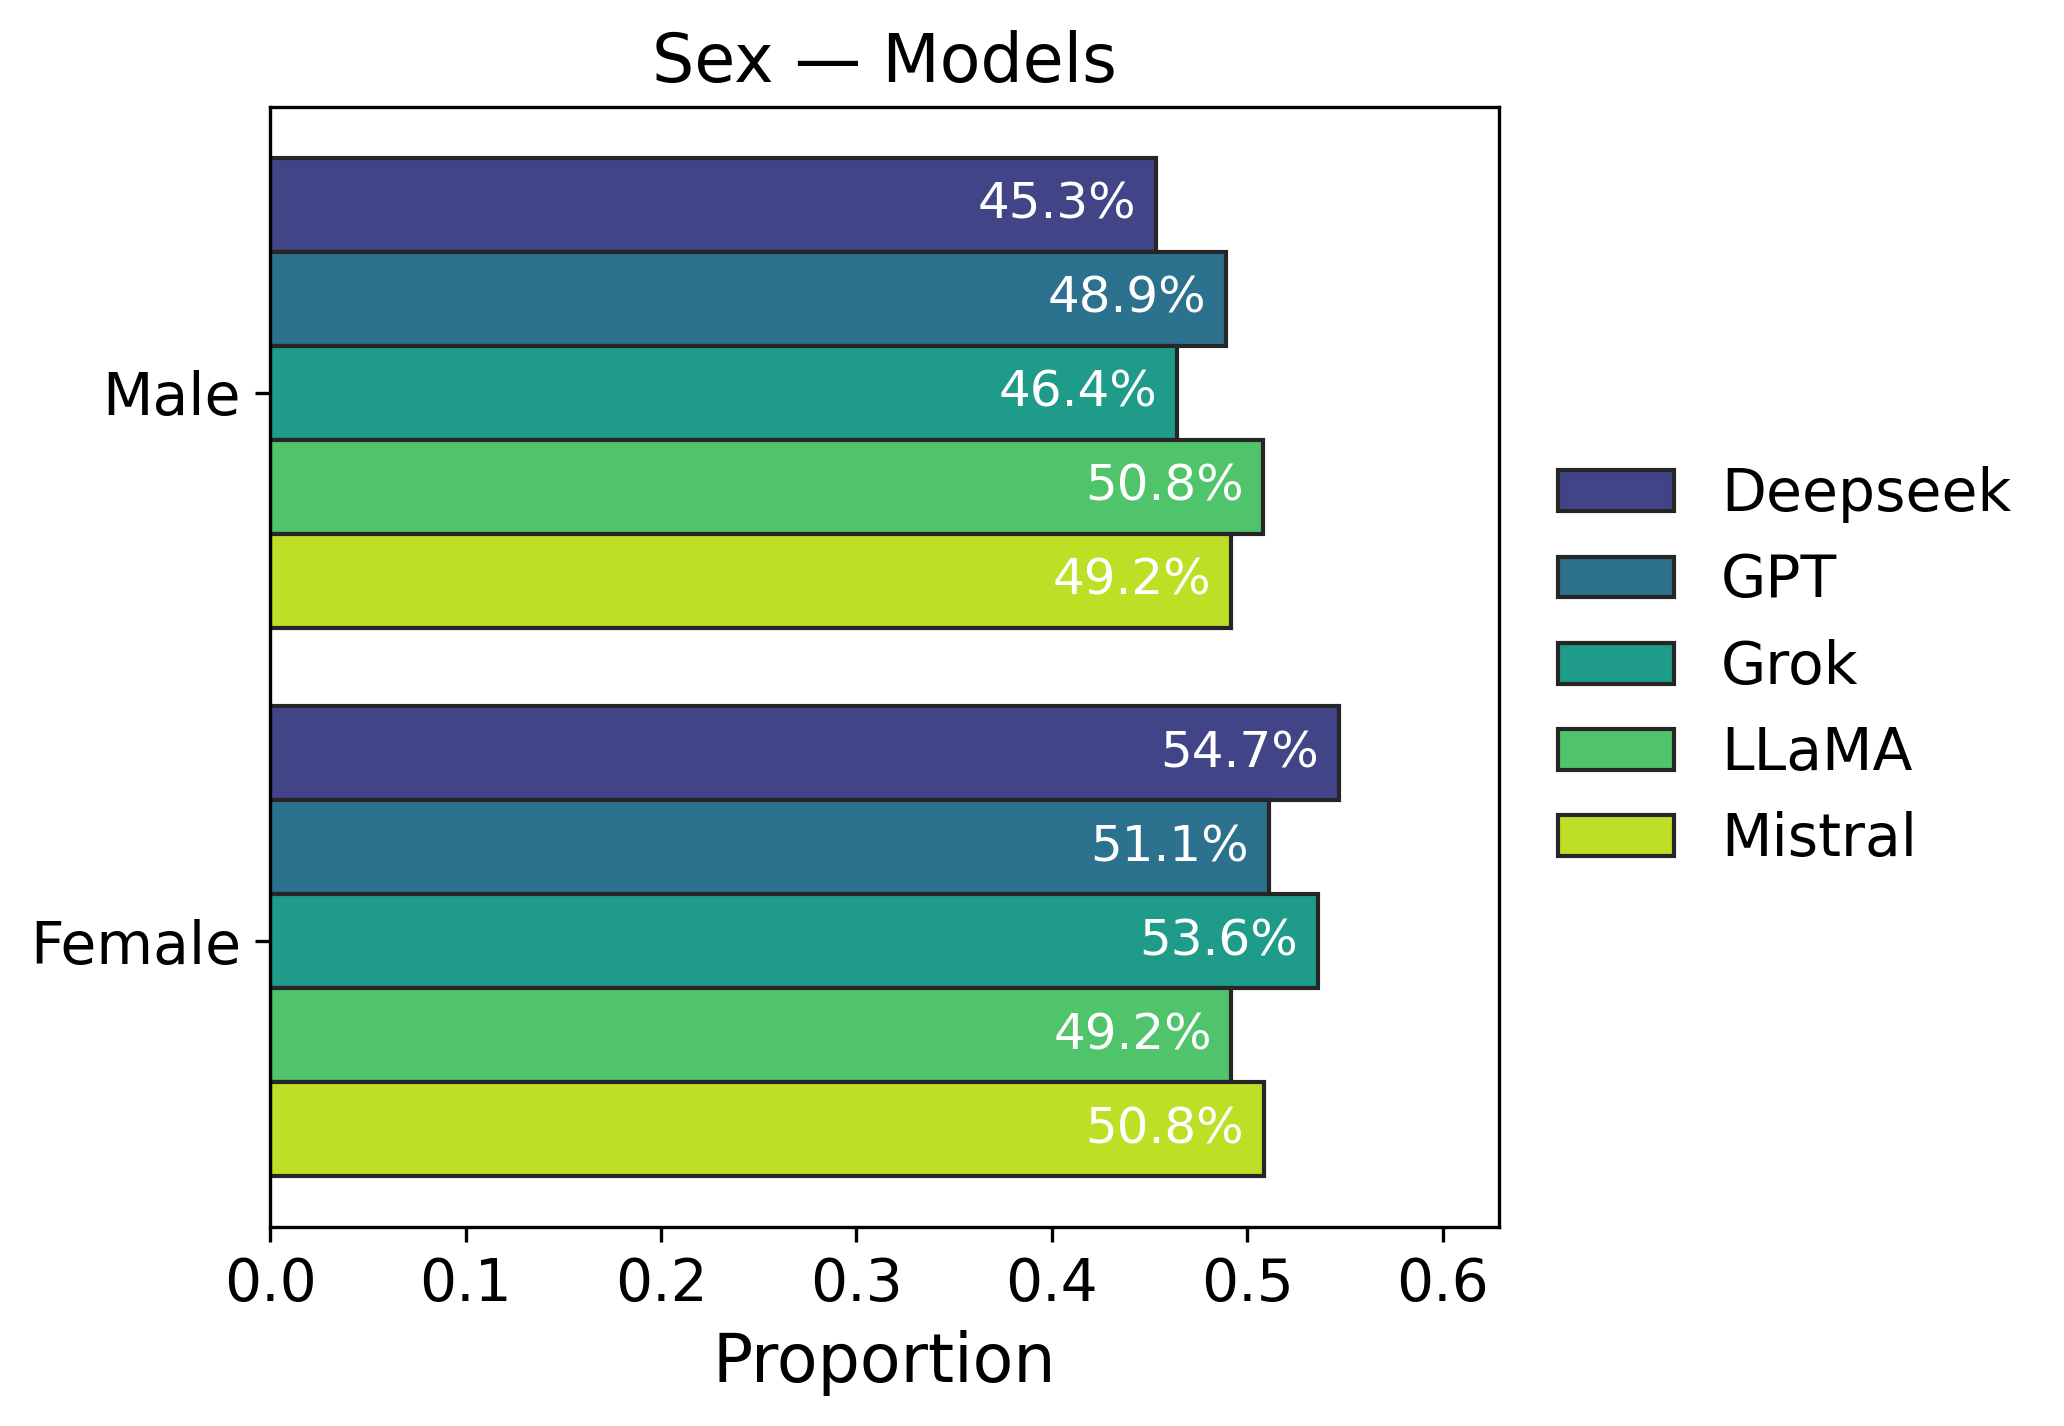 Sex — Models
45.3%
48.9%
46.4%
50.8%
49.2%
Male
54.7%
51.1%
53.6%
49.2%
50.8%
Female
0.0 0.1 0.2 0.3 0.4 0.5 0.6
Proportion
Deepseek
GPT
Grok
LLaMA
Mistral